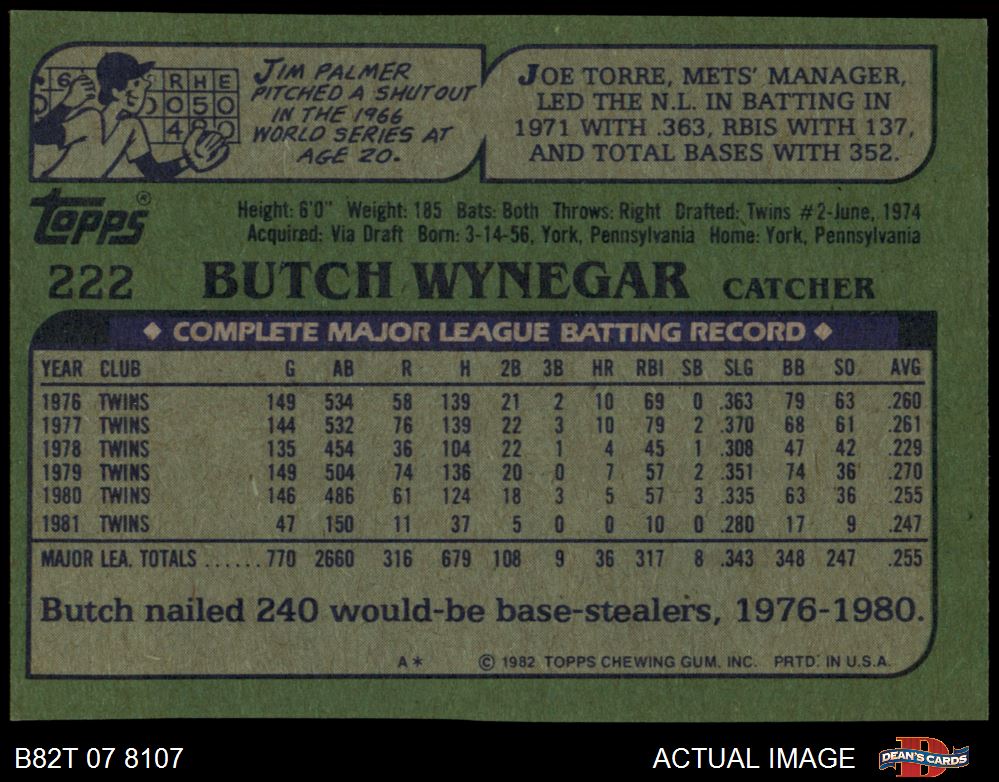 6 R H E
0 0 5 0
4
JIM PALMER
PITCHED A SHUTOUT
IN THE 1966
WORLD SERIES AT
AGE 20.
JOE TORRE, METS' MANAGER,
LED THE N.L. IN BATTING IN
1971 WITH .363, RBIS WITH 137,
AND TOTAL BASES WITH 352.
topps®
Height: 6'0" Weight: 185 Bats: Both Throws: Right Drafted: Twins #2-June, 1974
Acquired: Via Draft Born: 3-14-56, York, Pennsylvania Home: York, Pennsylvania
222 BUTCH WYNEGAR CATCHER
◆ COMPLETE MAJOR LEAGUE BATTING RECORD ◆
YEAR CLUB G AB R H 2B 3B HR RBI SB SLG BB SO AVG
1976 TWINS 149 534 58 139 21 2 10 69 0 .363 79 63 .260
1977 TWINS 144 532 76 139 22 3 10 79 2 .370 68 61 .261
1978 TWINS 135 454 36 104 22 1 4 45 1 .308 47 42 .229
1979 TWINS 149 504 74 136 20 0 7 57 2 .351 74 36 .270
1980 TWINS 146 486 61 124 18 3 5 57 3 .335 63 36 .255
1981 TWINS 47 150 11 37 5 0 0 10 0 .280 17 9 .247
MAJOR LEA. TOTALS ......770 2660 316 679 108 9 36 317 8 .343 348 247 .255
Butch nailed 240 would-be base-stealers, 1976-1980.
A* © 1982 TOPPS CHEWING GUM, INC. PRTD. IN U.S.A.
B82T 07 8107 ACTUAL IMAGE DEAN'S CARDS